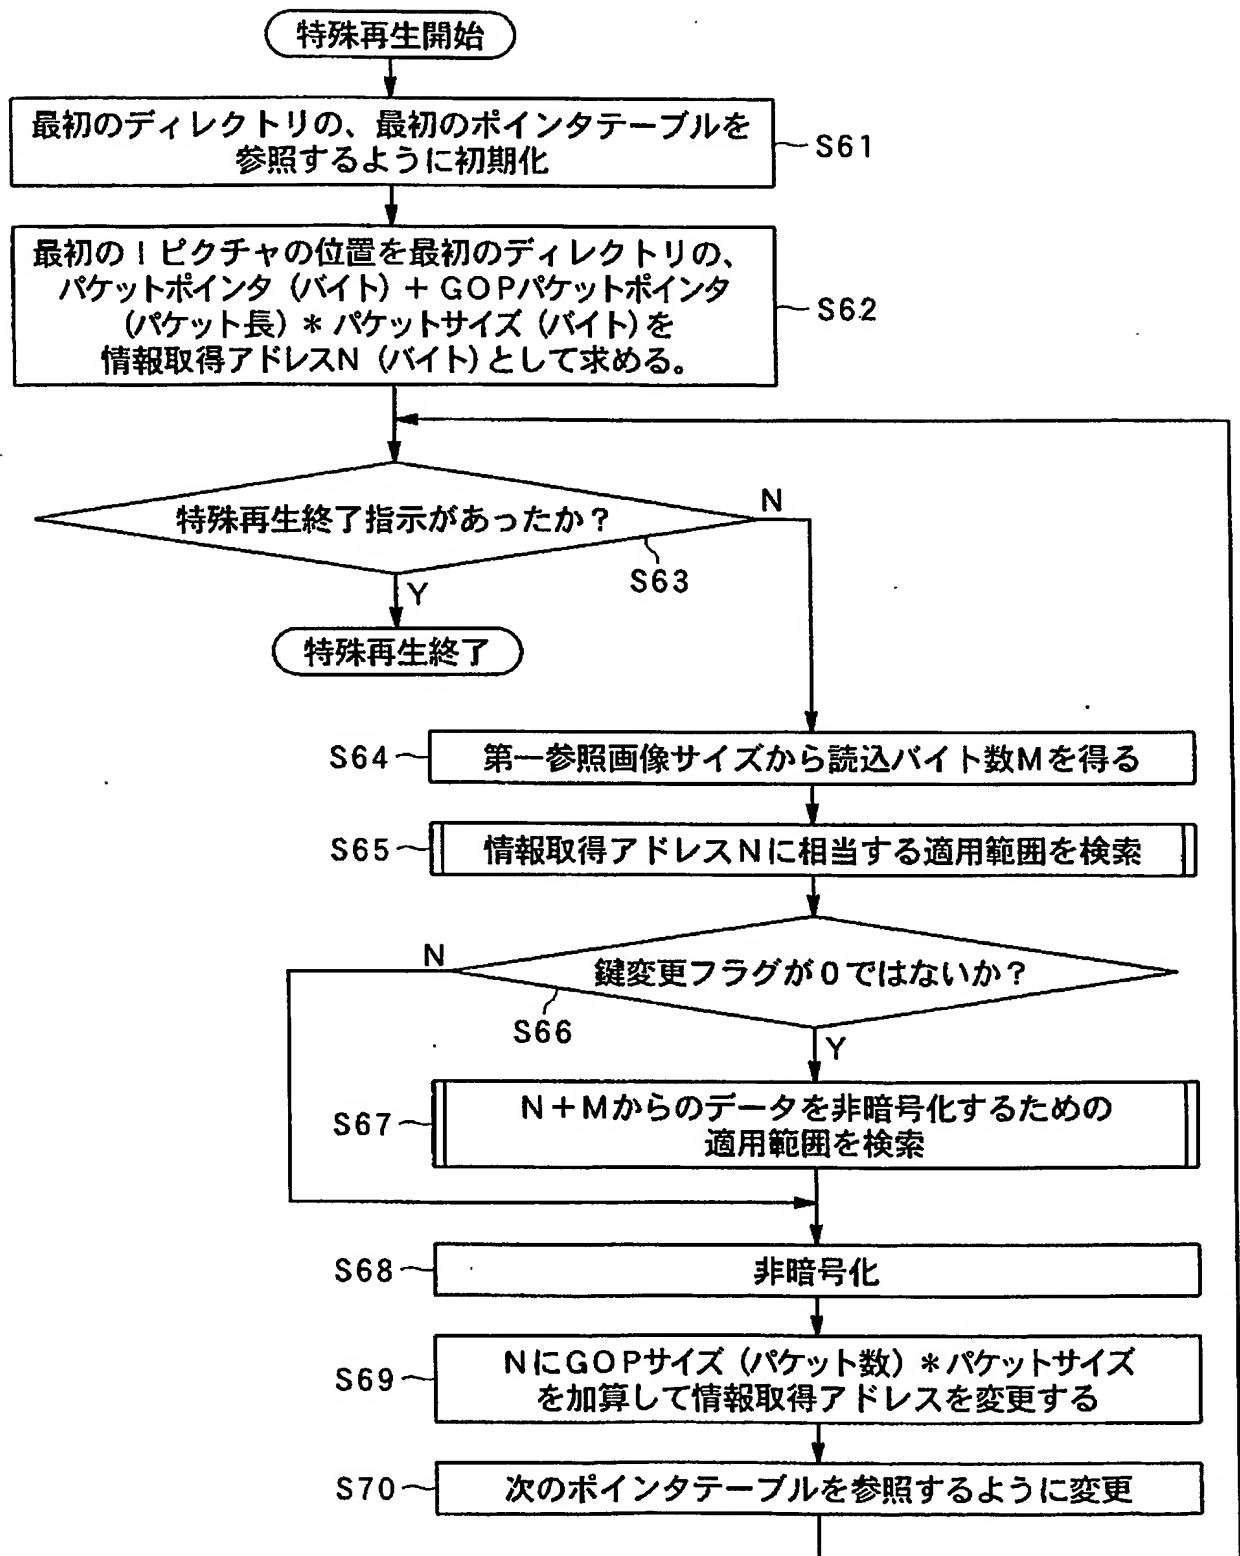 特殊再生開始
最初のディレクトリの、最初のポインタテーブルを
参照するように初期化
S61
最初のIピクチャの位置を最初のディレクトリの、
パケットポインタ(バイト)+GOPパケットポインタ
(パケット長)*パケットサイズ(バイト)を
情報取得アドレスN(バイト)として求める。
S62
特殊再生終了指示があったか?
N
S63
Y
特殊再生終了
S64
第一参照画像サイズから読込バイト数Mを得る
S65
情報取得アドレスNに相当する適用範囲を検索
N
鍵変更フラグが0ではないか?
S66
Y
S67
N+Mからのデータを非暗号化するための
適用範囲を検索
S68
非暗号化
S69
NにGOPサイズ(パケット数)*パケットサイズ
を加算して情報取得アドレスを変更する
S70
次のポインタテーブルを参照するように変更